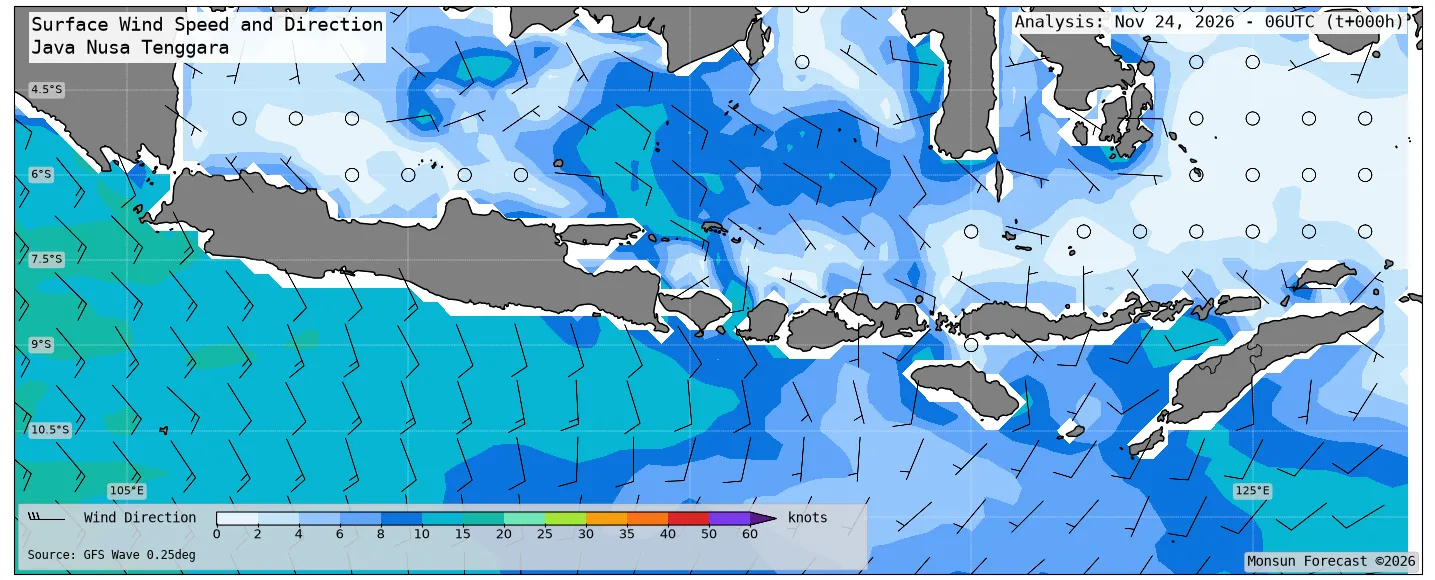 Surface Wind Speed and Direction
Java Nusa Tenggara
Analysis: Nov 24, 2026 - 06UTC (t+000h)
4.5°S
6°S
7.5°S
9°S
10.5°S
105°E
125°E
Wind Direction
0 2 4 6 8 10 15 20 25 30 35 40 50 60
knots
Source: GFS Wave 0.25deg
Monsun Forecast ©2026